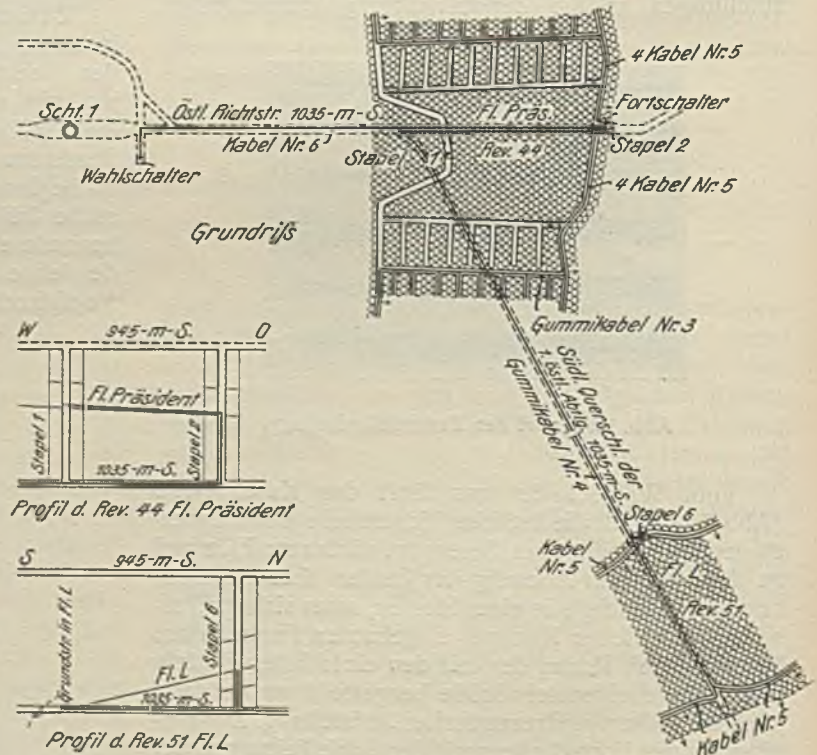 4 Kabel Nr. 5
Scht. 1
Östl. Richtstr. 1035-m-S.
Fl. Präs.
Fortschalter
Kabel Nr. 6
Stapel 1
Rev. 44
Stapel 2
Wahlschalter
4 Kabel Nr. 5
Grundriß
Gummikabel Nr. 3
W 945-m-S. O
Fl. Präsident
Stapel 1
Stapel 2
1035-m-S.
Profil d. Rev. 44 Fl. Präsident
Südl. Querschl. der
1. östl. Abtlg. 1035-m-S.
Gummikabel Nr. 4
Stapel 6
Kabel
Nr. 5
Fl. L
Rev. 51
Kabel Nr. 5
S 945-m-S. N
Grundstr. in Fl. L
Stapel 6
Fl. L
1035-m-S.
Profil d. Rev. 51 Fl. L